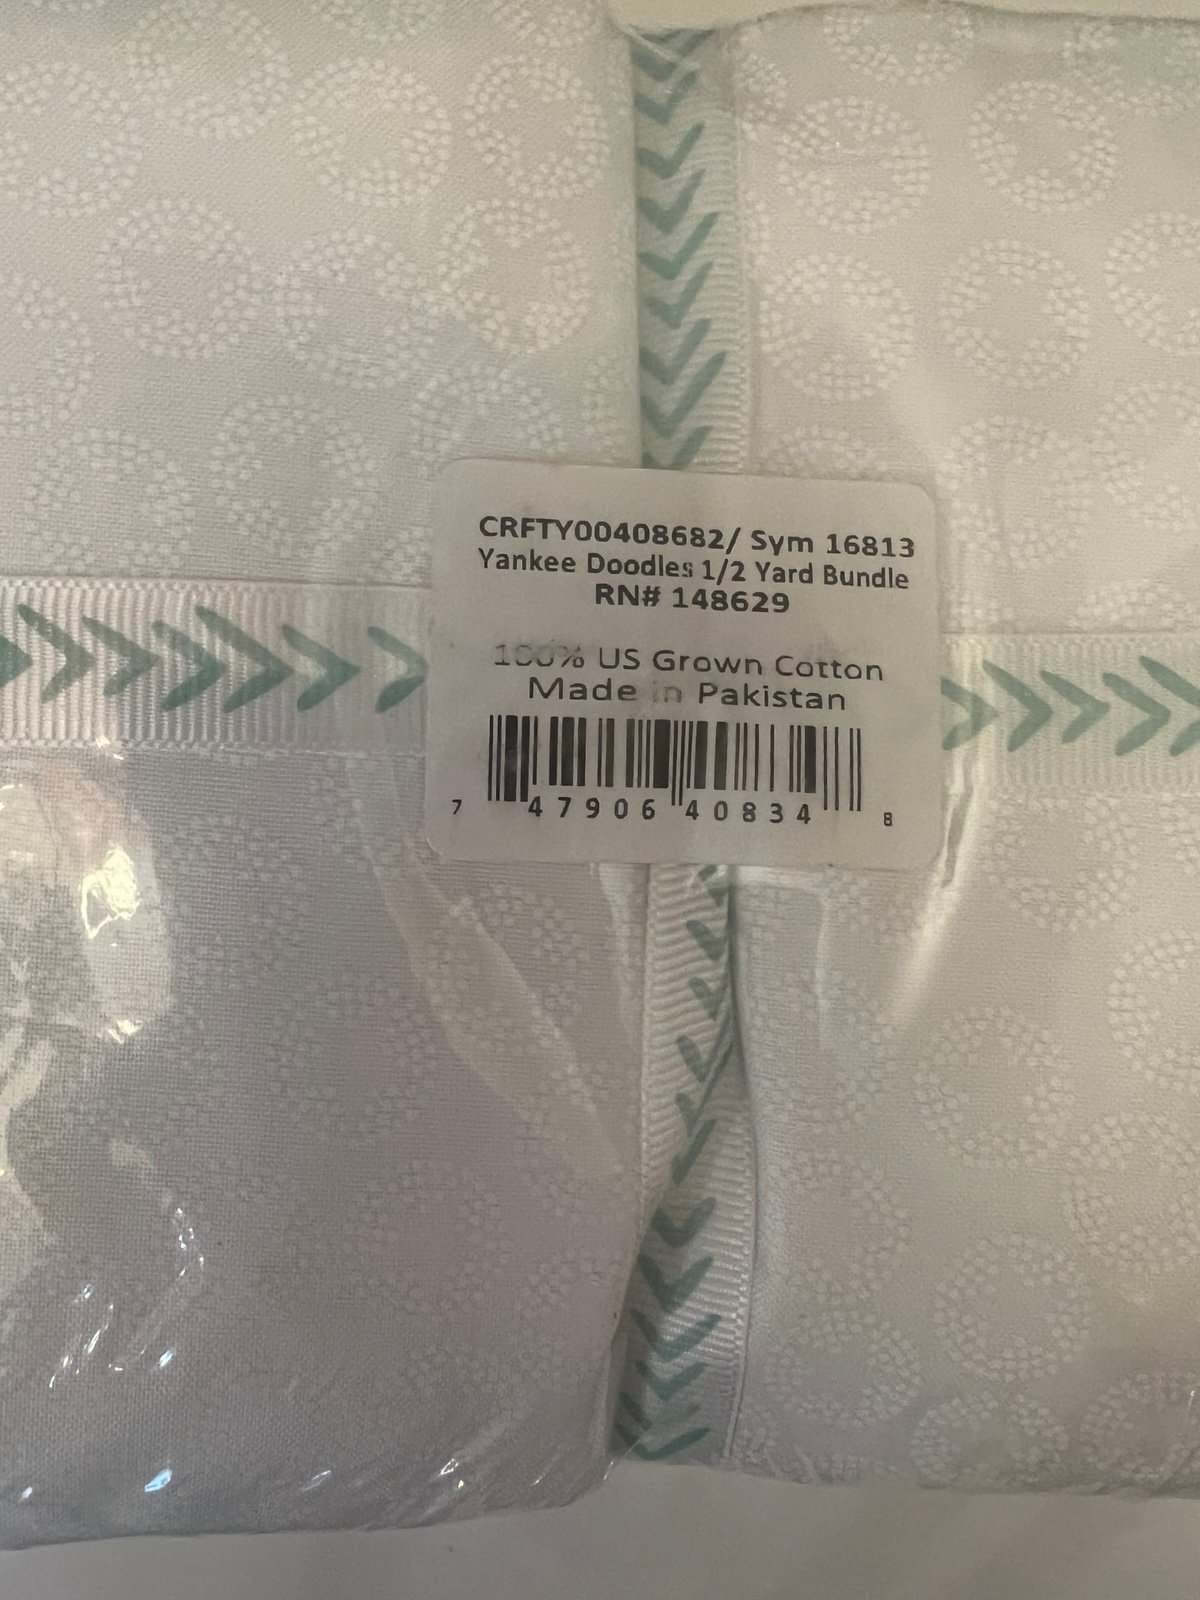 CRFTY00408682/ Sym 16813
Yankee Doodles 1/2 Yard Bundle
RN# 148629
100% US Grown Cotton
Made in Pakistan
7 47906 40834 8